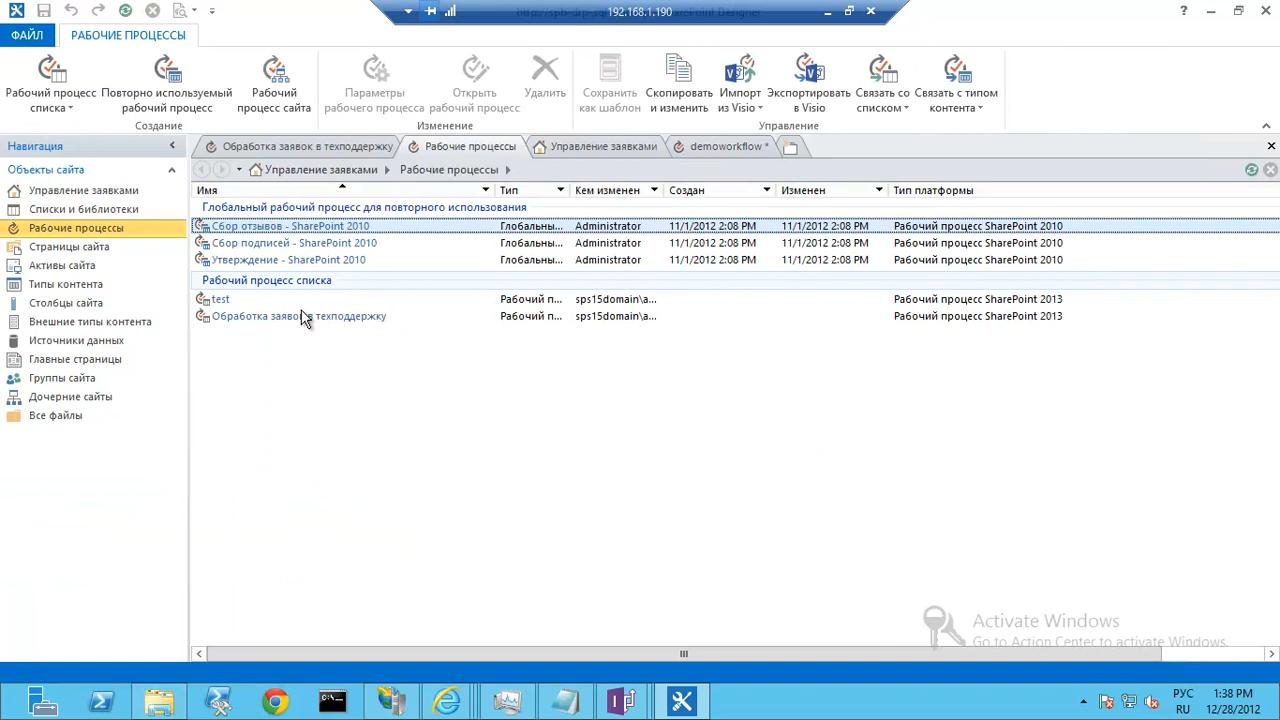 192.168.1.190
ФАЙЛ
РАБОЧИЕ ПРОЦЕССЫ
Рабочий процесс списка
Повторно используемый рабочий процесс
Рабочий процесс сайта
Параметры рабочего процесса
Открыть рабочий процесс
Удалить
Сохранить как шаблон
Скопировать и изменить
Импорт из Visio
Экспортировать в Visio
Связать со списком
Связать с типом контента
Создание
Изменение
Управление
Навигация
Обработка заявок в техподдержку
Рабочие процессы
Управление заявками
demoworkflow *
Объекты сайта
Управление заявками
Рабочие процессы
Управление заявками
Списки и библиотеки
Рабочие процессы
Страницы сайта
Активы сайта
Типы контента
Столбцы сайта
Внешние типы контента
Источники данных
Главные страницы
Группы сайта
Дочерние сайты
Все файлы
Имя Тип Кем изменен Создан Изменен Тип платформы
Глобальный рабочий процесс для повторного использования
Сбор отзывов - SharePoint 2010 Глобальны... Administrator 11/1/2012 2:08 PM 11/1/2012 2:08 PM Рабочий процесс SharePoint 2010
Сбор подписей - SharePoint 2010 Глобальны... Administrator 11/1/2012 2:08 PM 11/1/2012 2:08 PM Рабочий процесс SharePoint 2010
Утверждение - SharePoint 2010 Глобальны... Administrator 11/1/2012 2:08 PM 11/1/2012 2:08 PM Рабочий процесс SharePoint 2010
Рабочий процесс списка
test Рабочий п... sps15domain\a... Рабочий процесс SharePoint 2013
Обработка заявок в техподдержку Рабочий п... sps15domain\a... Рабочий процесс SharePoint 2013
Activate Windows
Go to Action Center to activate Windows.
РУС
RU
1:38 PM
12/28/2012